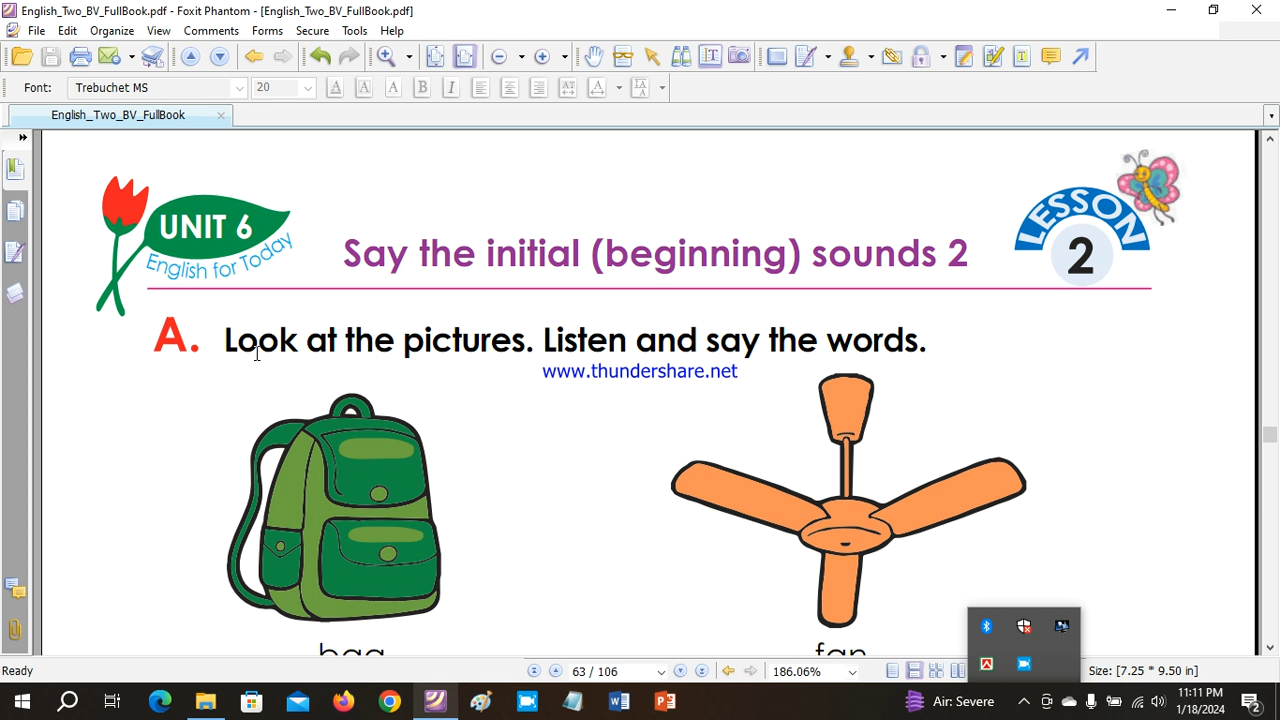 English_Two_BV_FullBook.pdf - Foxit Phantom - [English_Two_BV_FullBook.pdf]
File Edit Organize View Comments Forms Secure Tools Help
Font: Trebuchet MS 20
English_Two_BV_FullBook
UNIT 6
English for Today
Say the initial (beginning) sounds 2
LESSON
2
A. Look at the pictures. Listen and say the words.
www.thundershare.net
bag fan
Ready 63 / 106 186.06% Size: [7.25 * 9.50 in]
Air: Severe
11:11 PM
1/18/2024
2